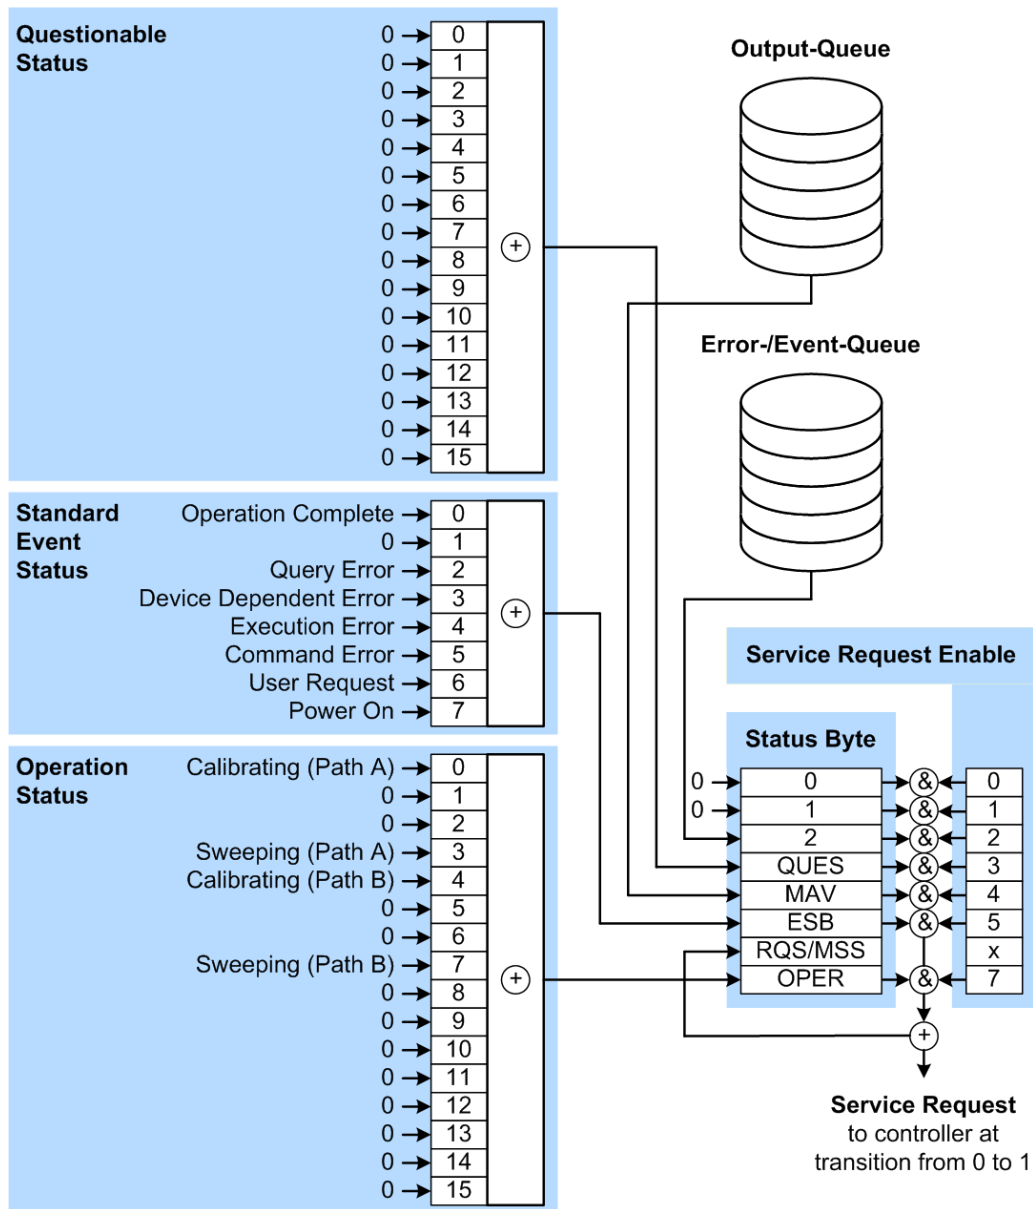 Questionable
Status
0 0
0 1
0 2
0 3
0 4
0 5
0 6
0 7
0 8
0 9
0 10
0 11
0 12
0 13
0 14
0 15
+
Output-Queue
Error-/Event-Queue
Standard
Event
Status
Operation Complete 0
0 1
Query Error 2
Device Dependent Error 3
Execution Error 4
Command Error 5
User Request 6
Power On 7
+
Operation
Status
Calibrating (Path A) 0
0 1
0 2
Sweeping (Path A) 3
Calibrating (Path B) 4
0 5
0 6
Sweeping (Path B) 7
0 8
0 9
0 10
0 11
0 12
0 13
0 14
0 15
+
Service Request Enable
Status Byte
0 0 & 0
0 1 & 1
2 & 2
QUES & 3
MAV & 4
ESB & 5
RQS/MSS x
OPER & 7
+
Service Request
to controller at
transition from 0 to 1